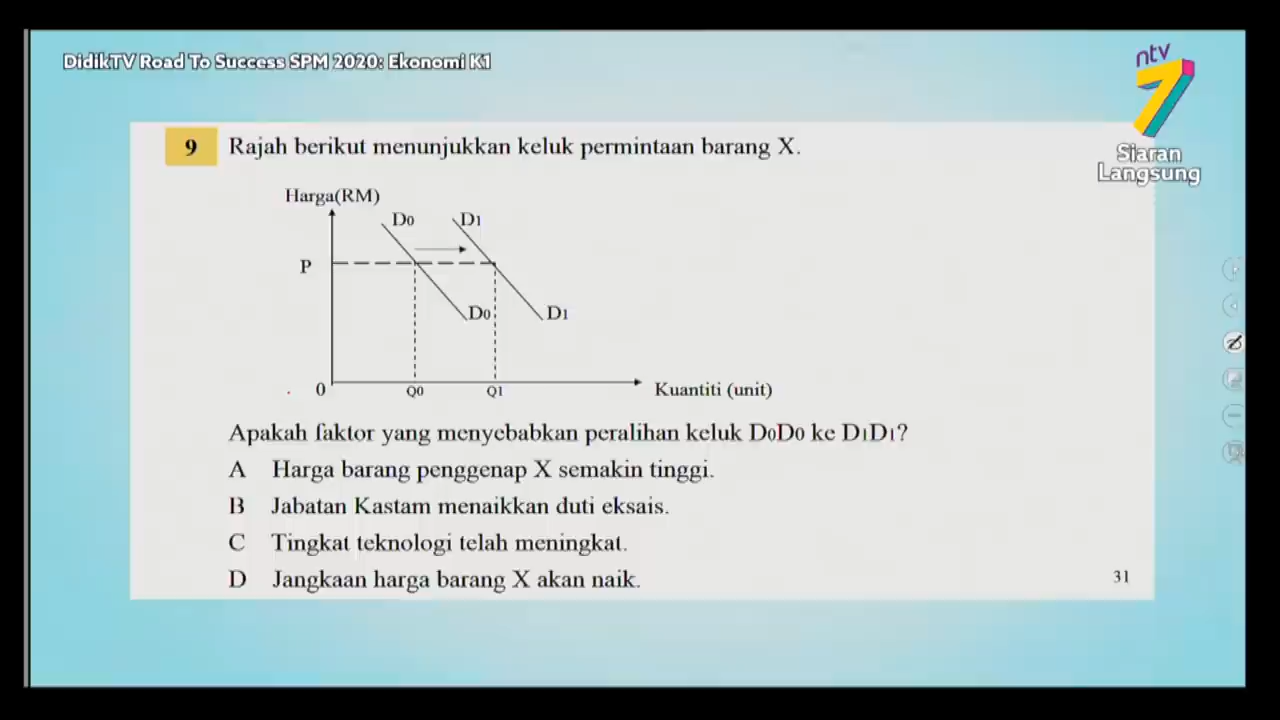 DidikTV Road To Success SPM 2020: Ekonomi K1
ntv
7
Siaran
Langsung
9 Rajah berikut menunjukkan keluk permintaan barang X.
Harga(RM)
D0 D1
P
D0 D1
0 Q0 Q1 Kuantiti (unit)
Apakah faktor yang menyebabkan peralihan keluk D0D0 ke D1D1?
A Harga barang penggenap X semakin tinggi.
B Jabatan Kastam menaikkan duti eksais.
C Tingkat teknologi telah meningkat.
D Jangkaan harga barang X akan naik.
31